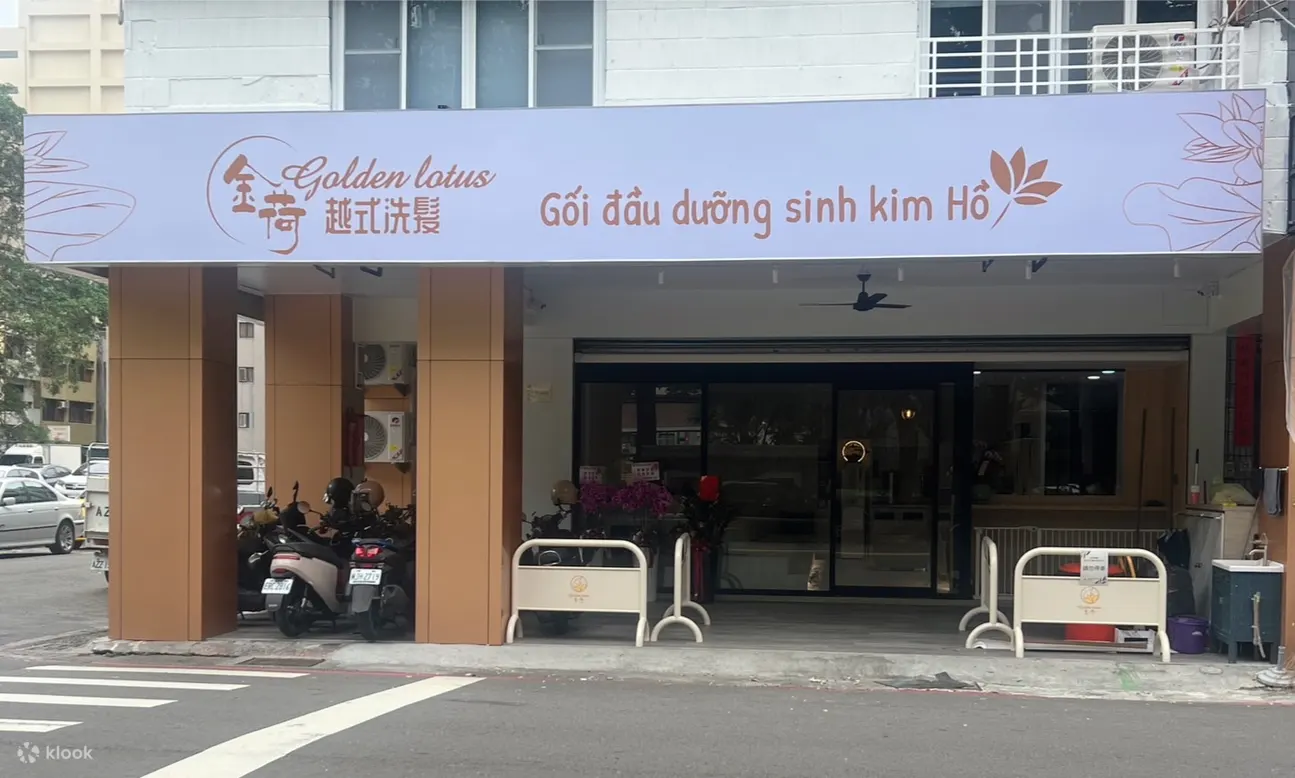 金荷
Golden lotus
越式洗髮
Gối đầu dưỡng sinh kim Hồ
klook